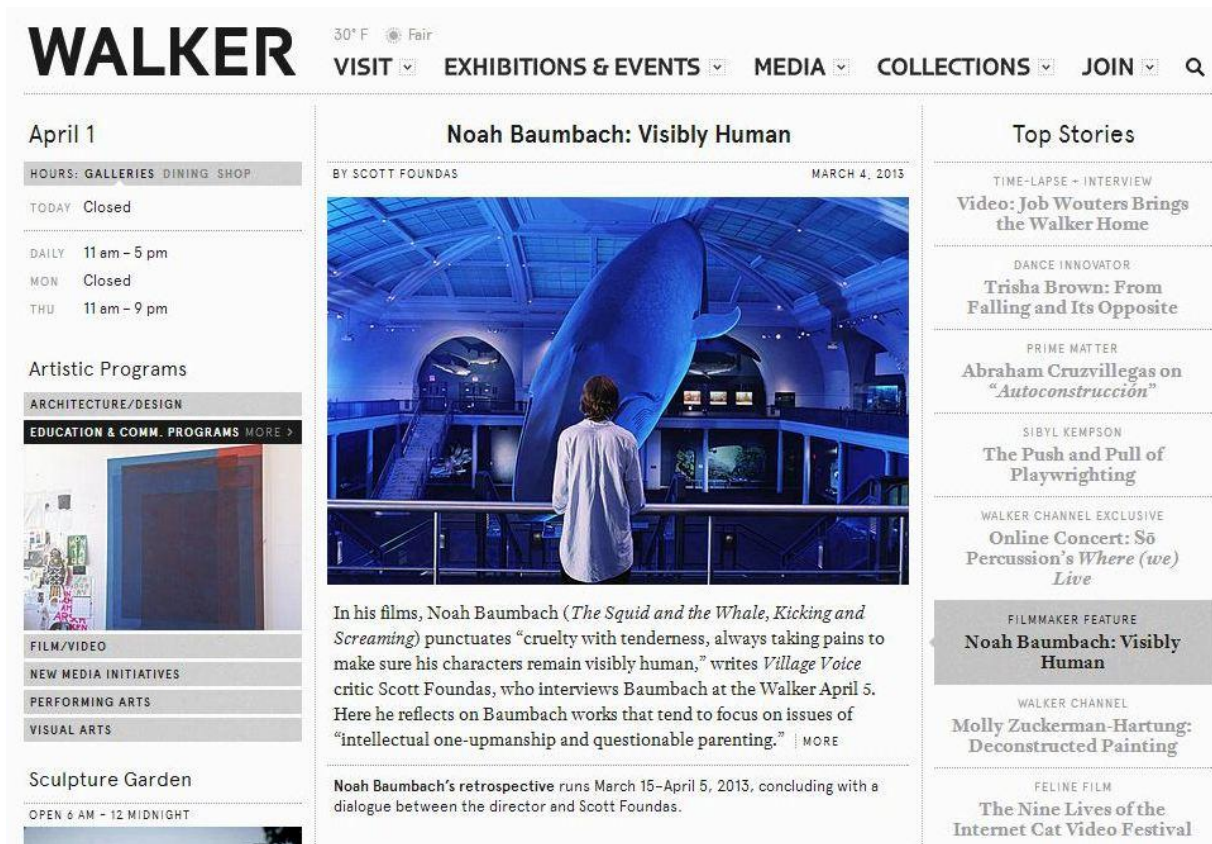 WALKER
30° F Fair
VISIT EXHIBITIONS & EVENTS MEDIA COLLECTIONS JOIN
April 1
HOURS: GALLERIES DINING SHOP
TODAY Closed
DAILY 11 am – 5 pm
MON Closed
THU 11 am – 9 pm
Artistic Programs
ARCHITECTURE/DESIGN
EDUCATION & COMM. PROGRAMS MORE >
FILM/VIDEO
NEW MEDIA INITIATIVES
PERFORMING ARTS
VISUAL ARTS
Sculpture Garden
OPEN 6 AM – 12 MIDNIGHT
Noah Baumbach: Visibly Human
BY SCOTT FOUNDAS MARCH 4, 2013
In his films, Noah Baumbach (The Squid and the Whale, Kicking and
Screaming) punctuates “cruelty with tenderness, always taking pains to
make sure his characters remain visibly human,” writes Village Voice
critic Scott Foundas, who interviews Baumbach at the Walker April 5.
Here he reflects on Baumbach works that tend to focus on issues of
“intellectual one-upmanship and questionable parenting.” | MORE
Noah Baumbach’s retrospective runs March 15–April 5, 2013, concluding with a
dialogue between the director and Scott Foundas.
Top Stories
TIME-LAPSE + INTERVIEW
Video: Job Wouters Brings
the Walker Home
DANCE INNOVATOR
Trisha Brown: From
Falling and Its Opposite
PRIME MATTER
Abraham Cruzvillegas on
“Autoconstrucción”
SIBYL KEMPSON
The Push and Pull of
Playwrighting
WALKER CHANNEL EXCLUSIVE
Online Concert: Sō
Percussion’s Where (we)
Live
FILMMAKER FEATURE
Noah Baumbach: Visibly
Human
WALKER CHANNEL
Molly Zuckerman-Hartung:
Deconstructed Painting
FELINE FILM
The Nine Lives of the
Internet Cat Video Festival